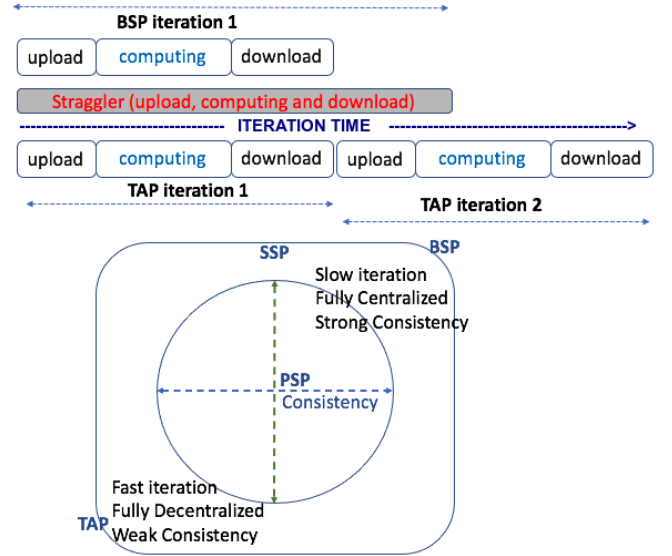 BSP iteration 1
upload computing download
Straggler (upload, computing and download)
ITERATION TIME
upload computing download upload computing download
TAP iteration 1
TAP iteration 2
SSP
BSP
Slow iteration
Fully Centralized
Strong Consistency
PSP
Consistency
Fast iteration
Fully Decentralized
TAP
Weak Consistency